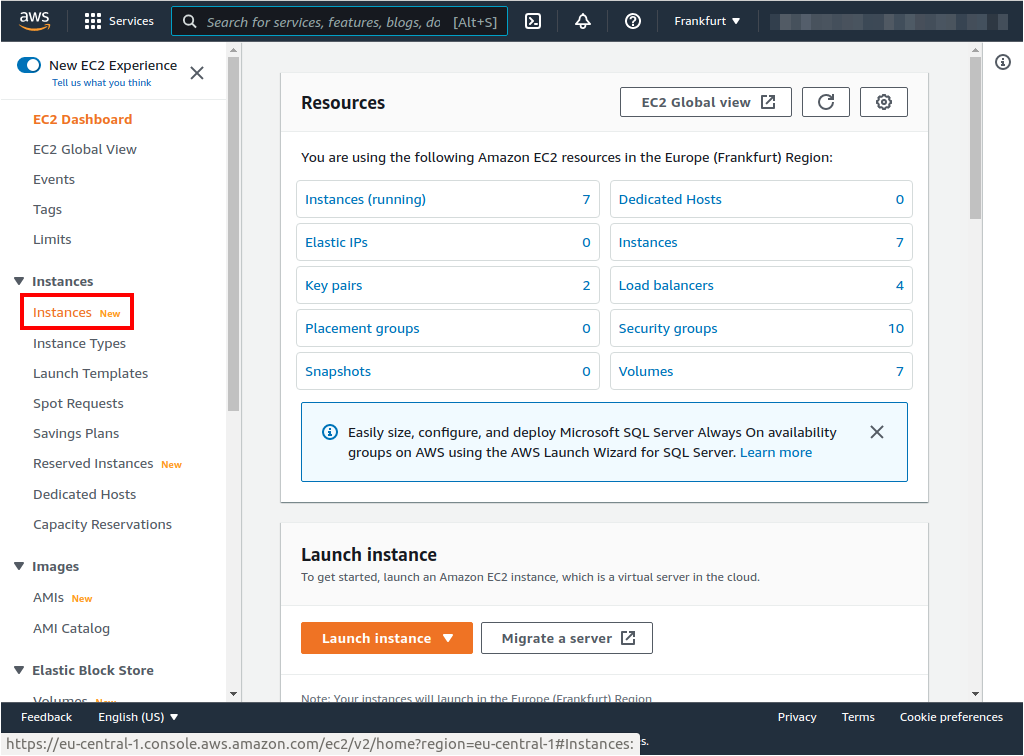 aws
Services
Search for services, features, blogs, do [Alt+S]
Frankfurt
New EC2 Experience
Tell us what you think
EC2 Dashboard
EC2 Global View
Events
Tags
Limits
Instances
Instances New
Instance Types
Launch Templates
Spot Requests
Savings Plans
Reserved Instances New
Dedicated Hosts
Capacity Reservations
Images
AMIs New
AMI Catalog
Elastic Block Store
Volumes New
Resources
EC2 Global view
You are using the following Amazon EC2 resources in the Europe (Frankfurt) Region:
Instances (running) 7
Dedicated Hosts 0
Elastic IPs 0
Instances 7
Key pairs 2
Load balancers 4
Placement groups 0
Security groups 10
Snapshots 0
Volumes 7
Easily size, configure, and deploy Microsoft SQL Server Always On availability
groups on AWS using the AWS Launch Wizard for SQL Server. Learn more
Launch instance
To get started, launch an Amazon EC2 instance, which is a virtual server in the cloud.
Launch instance
Migrate a server
Note: Your instances will launch in the Europe (Frankfurt) Region
Feedback
English (US)
Privacy
Terms
Cookie preferences
https://eu-central-1.console.aws.amazon.com/ec2/v2/home?region=eu-central-1#Instances: